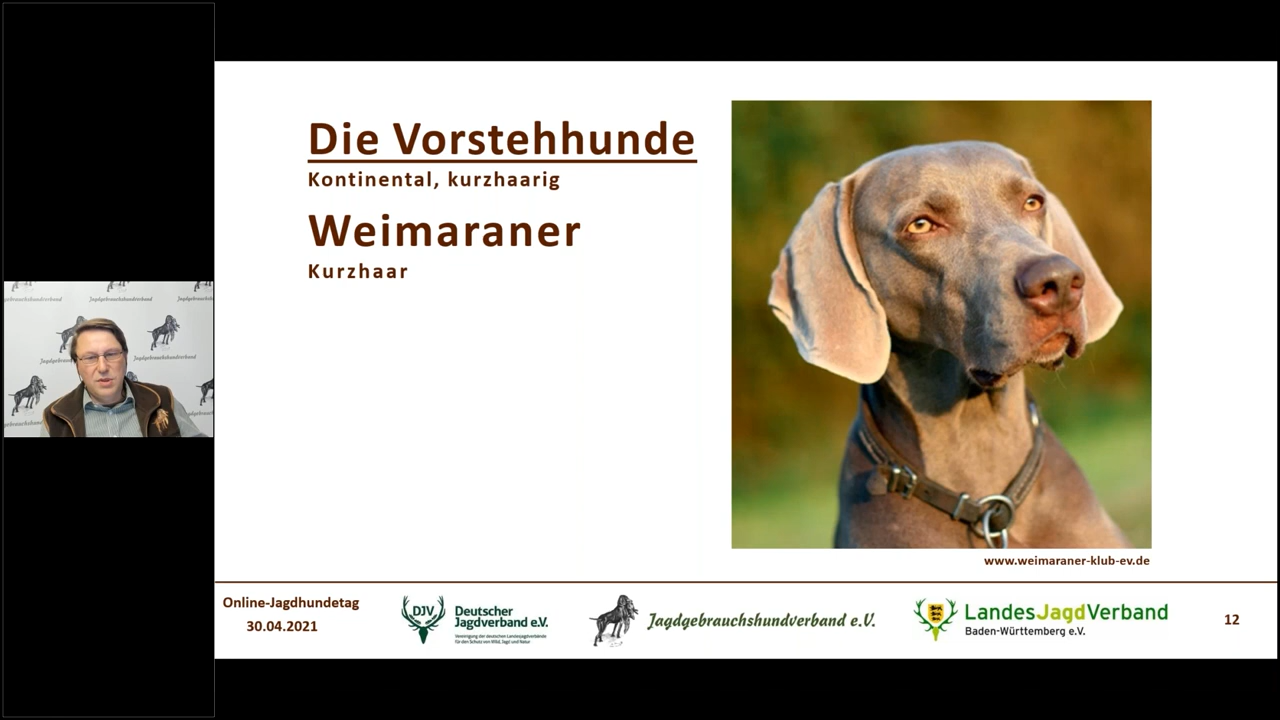 Die Vorstehhunde
Kontinental, kurzhaarig
Weimaraner
Kurzhaar
www.weimaraner-klub-ev.de
Online-Jagdhundetag
30.04.2021
DJV
Deutscher
Jagdverband e.V.
Vereinigung der deutschen Landesjagdverbände
für den Schutz von Wild, Jagd und Natur
Jagdgebrauchshundverband e.V.
LandesJagdVerband
Baden-Württemberg e.V.
12
Jagdgebrauchshundverband